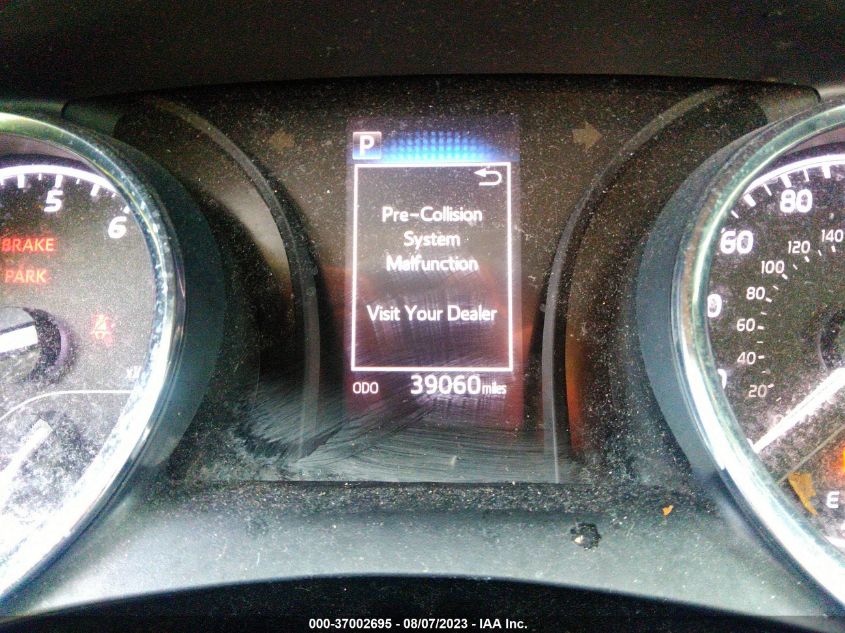 P
Pre-Collision
System
Malfunction
Visit Your Dealer
ODO 39060 miles
5
6
BRAKE
PARK
80
60
140
120
100
80
60
40
20
E
000-37002695 - 08/07/2023 - IAA Inc.